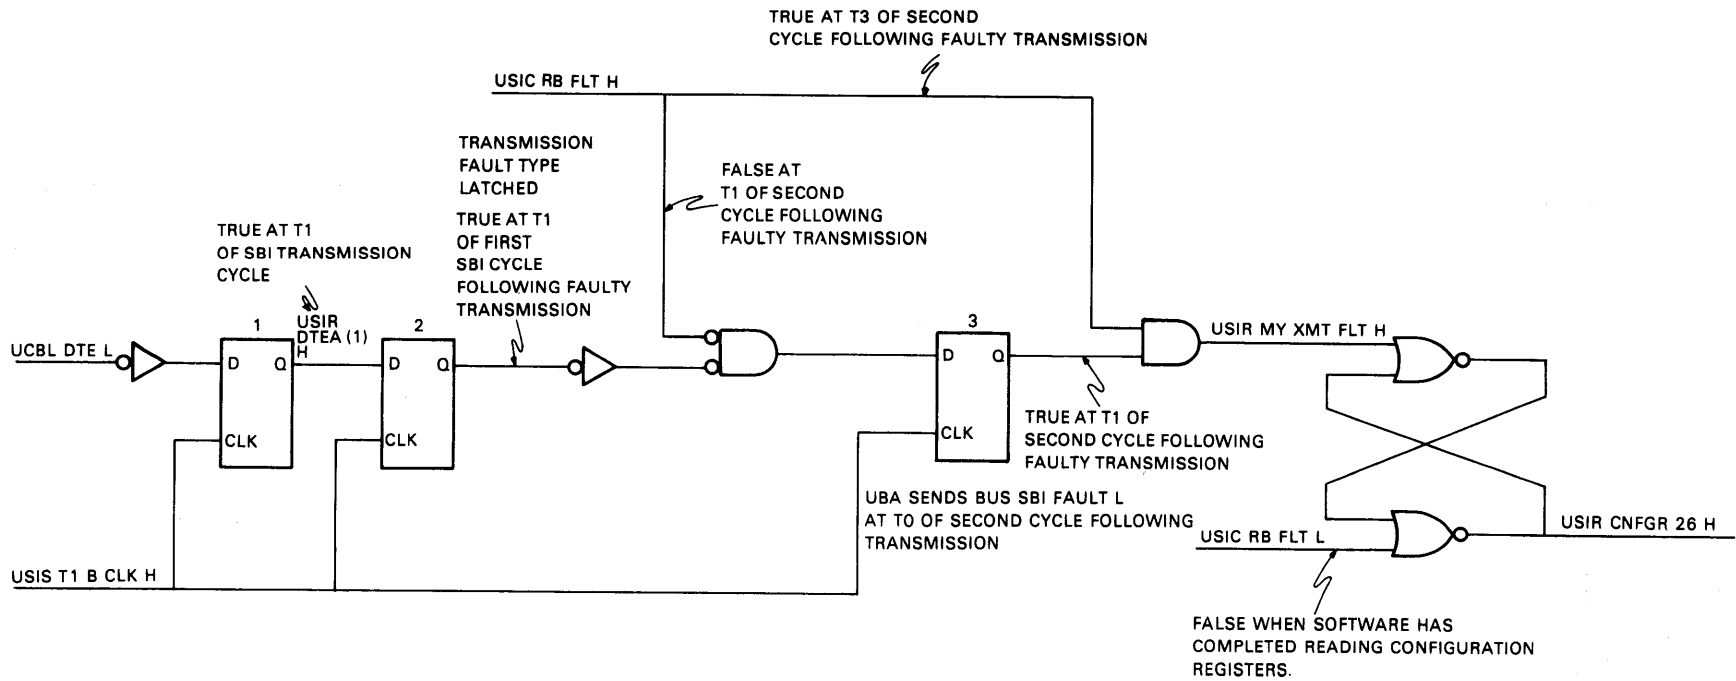 TRUE AT T3 OF SECOND
CYCLE FOLLOWING FAULTY TRANSMISSION
USIC RB FLT H
TRANSMISSION
FAULT TYPE
LATCHED
FALSE AT
T1 OF SECOND
CYCLE FOLLOWING
FAULTY TRANSMISSION
TRUE AT T1
OF SBI TRANSMISSION
CYCLE
TRUE AT T1
OF FIRST
SBI CYCLE
FOLLOWING FAULTY
TRANSMISSION
UCBL DTE L
1
D Q
CLK
USIR
DTEA (1)
H
2
D Q
CLK
3
D Q
CLK
USIR MY XMT FLT H
TRUE AT T1 OF
SECOND CYCLE FOLLOWING
FAULTY TRANSMISSION
UBA SENDS BUS SBI FAULT L
AT T0 OF SECOND CYCLE FOLLOWING
TRANSMISSION
USIC RB FLT L
USIR CNFGR 26 H
USIS T1 B CLK H
FALSE WHEN SOFTWARE HAS
COMPLETED READING CONFIGURATION
REGISTERS.